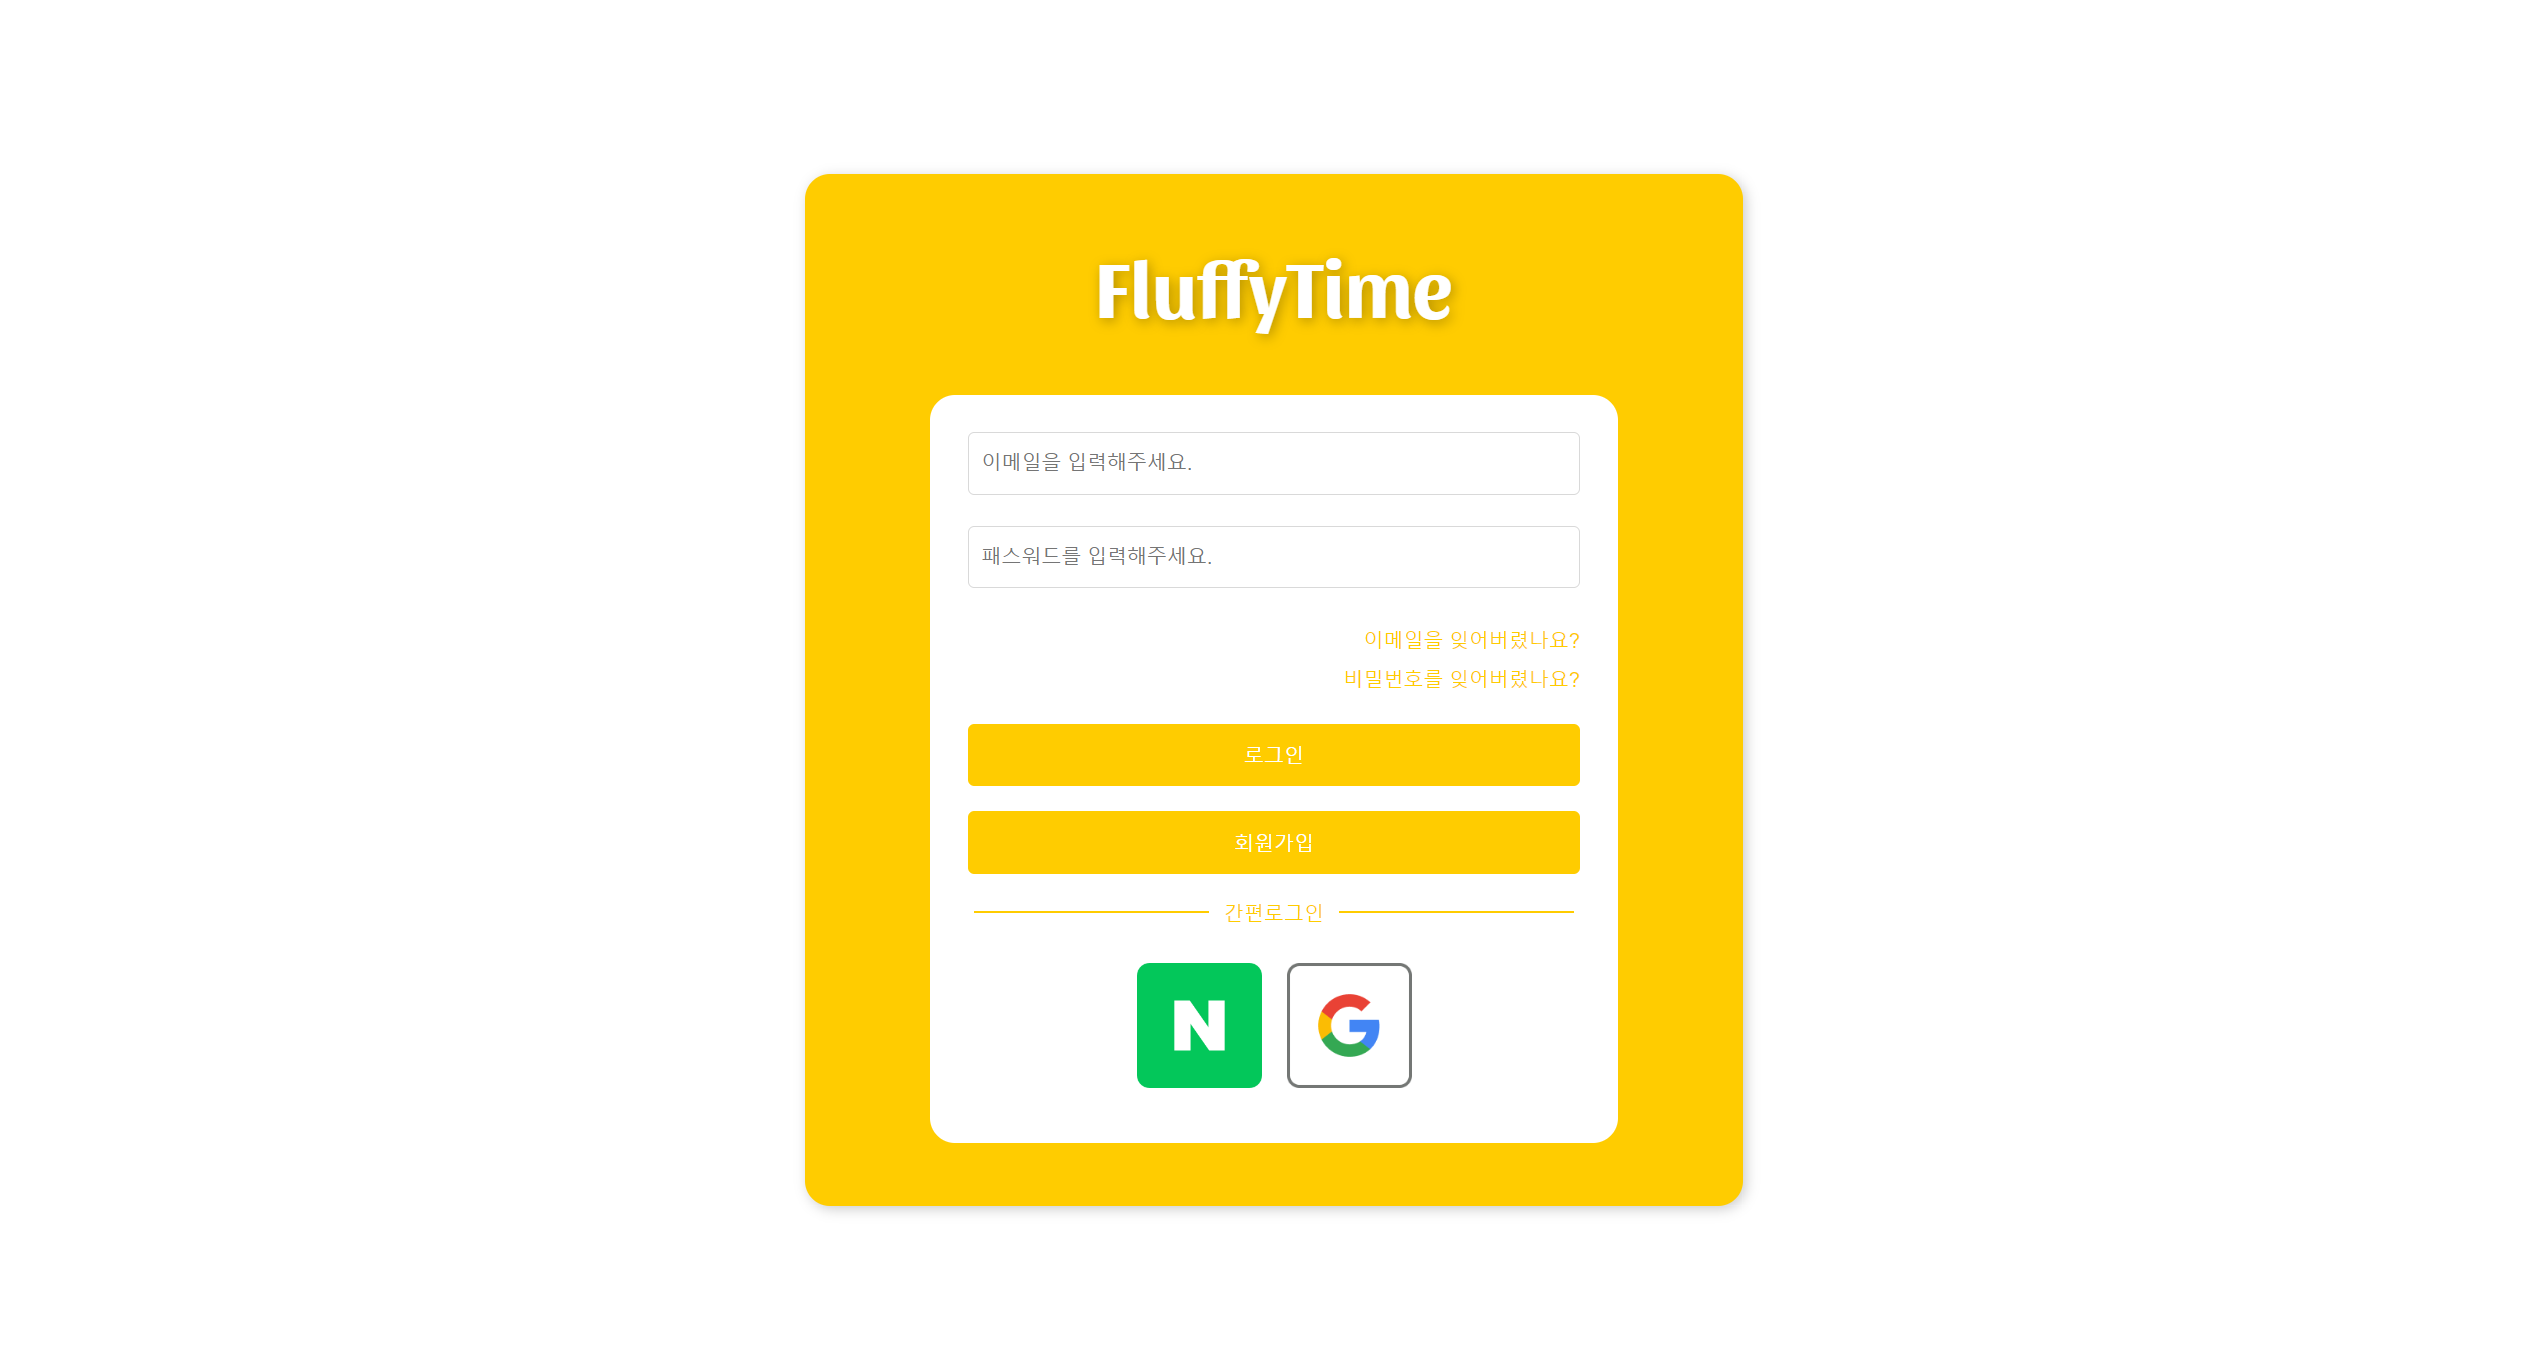 FluffyTime
이메일을 입력해주세요.
패스워드를 입력해주세요.
이메일을 잊어버렸나요?
비밀번호를 잊어버렸나요?
로그인
회원가입
간편로그인
N G